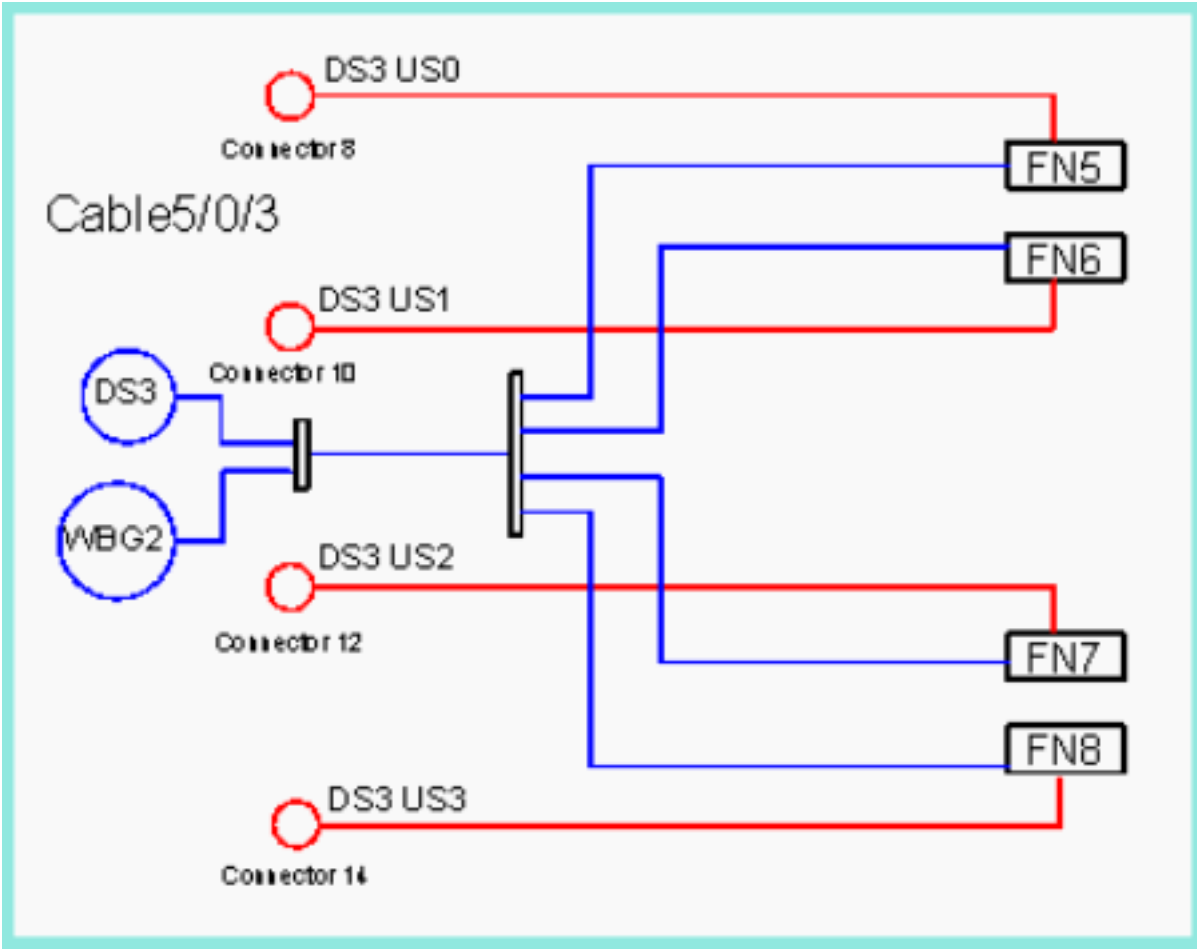 DS3 US0
Connector 8
FN5
Cable5/0/3
FN6
DS3 US1
Connector 10
DS3
WBG2
DS3 US2
Connector 12
FN7
FN8
DS3 US3
Connector 14